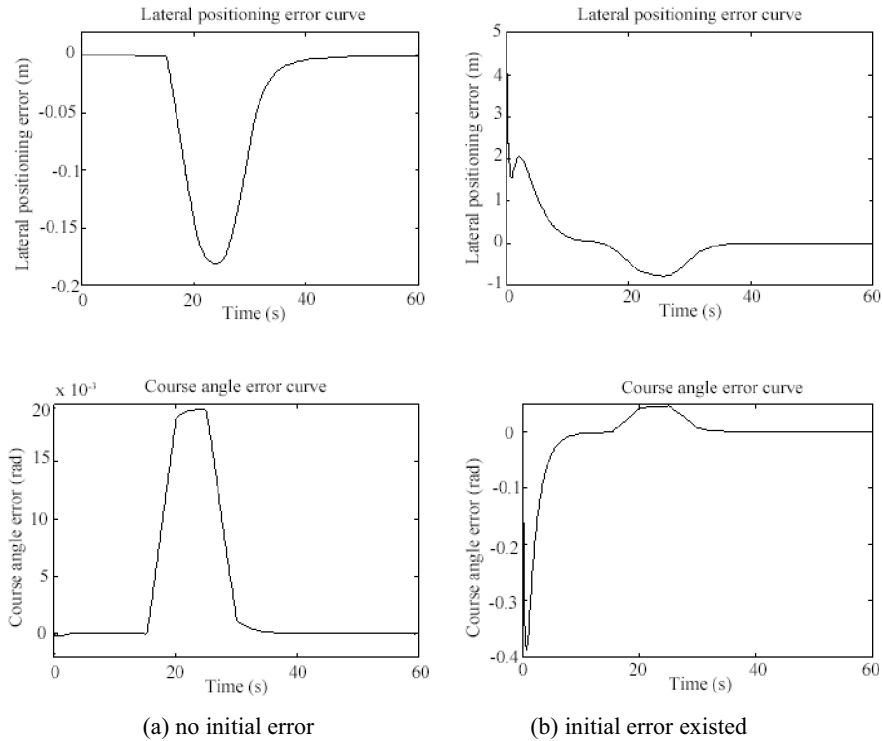 Lateral positioning error curve
0
-0.05
-0.1
-0.15
-0.2
Lateral positioning error (m)
0 20 40 60
Time (s)
Lateral positioning error curve
5
4
3
2
1
0
-1
Lateral positioning error (m)
0 20 40 60
Time (s)
Course angle error curve
x 10⁻³
20
15
10
5
0
Course angle error (rad)
0 20 40 60
Time (s)
Course angle error curve
0
-0.1
-0.2
-0.3
-0.4
Course angle error (rad)
0 20 40 60
Time (s)
(a) no initial error
(b) initial error existed